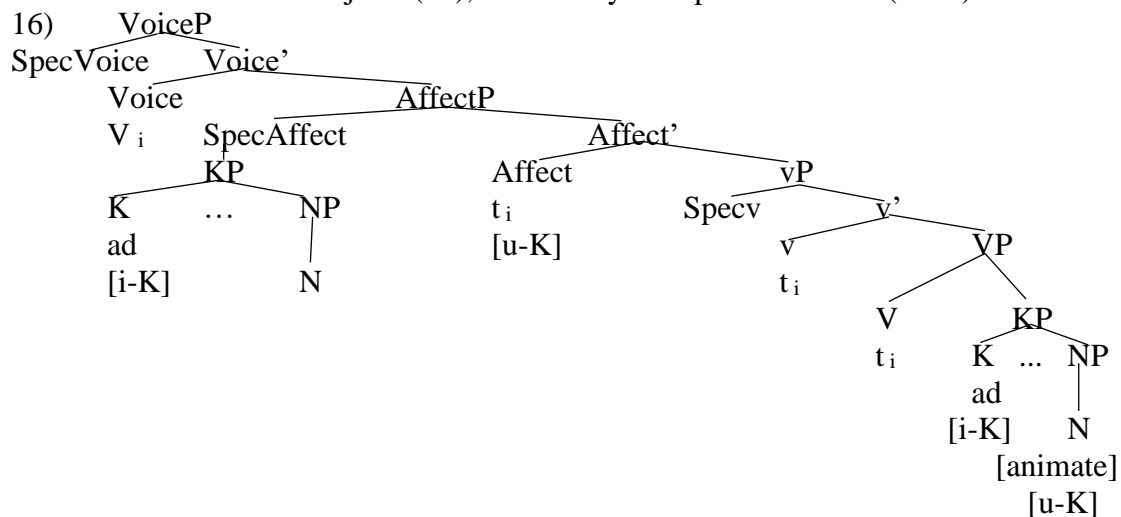 16) VoiceP
SpecVoice Voice’
Voice AffectP
V i SpecAffect Affect’
KP Affect vP
K … NP t i Specv v’
ad [u-K] v VP
[i-K] N t i
V KP
t i K ... NP
ad
[i-K] N
[animate]
[u-K]